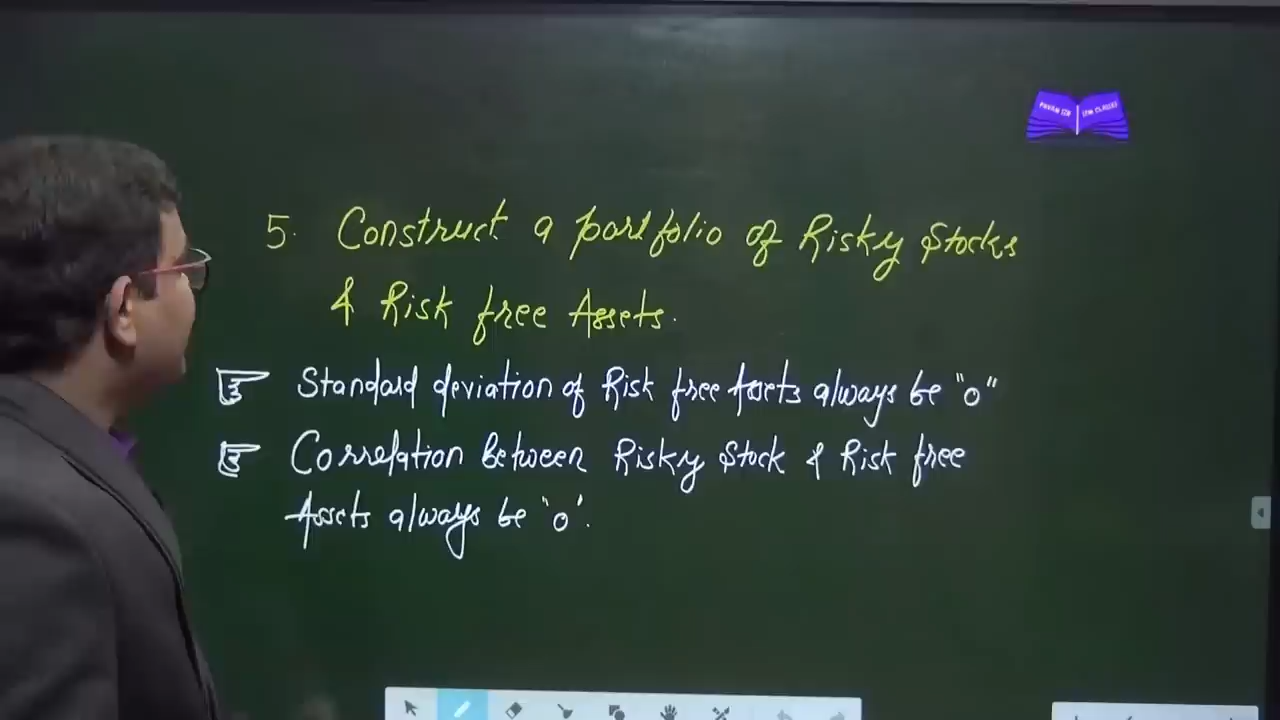 5. Construct a portfolio of Risky Stocks
& Risk free Assets.
Standard deviation of Risk free Assets always be "0"
Correlation between Risky Stock & Risk free
Assets always be "0".